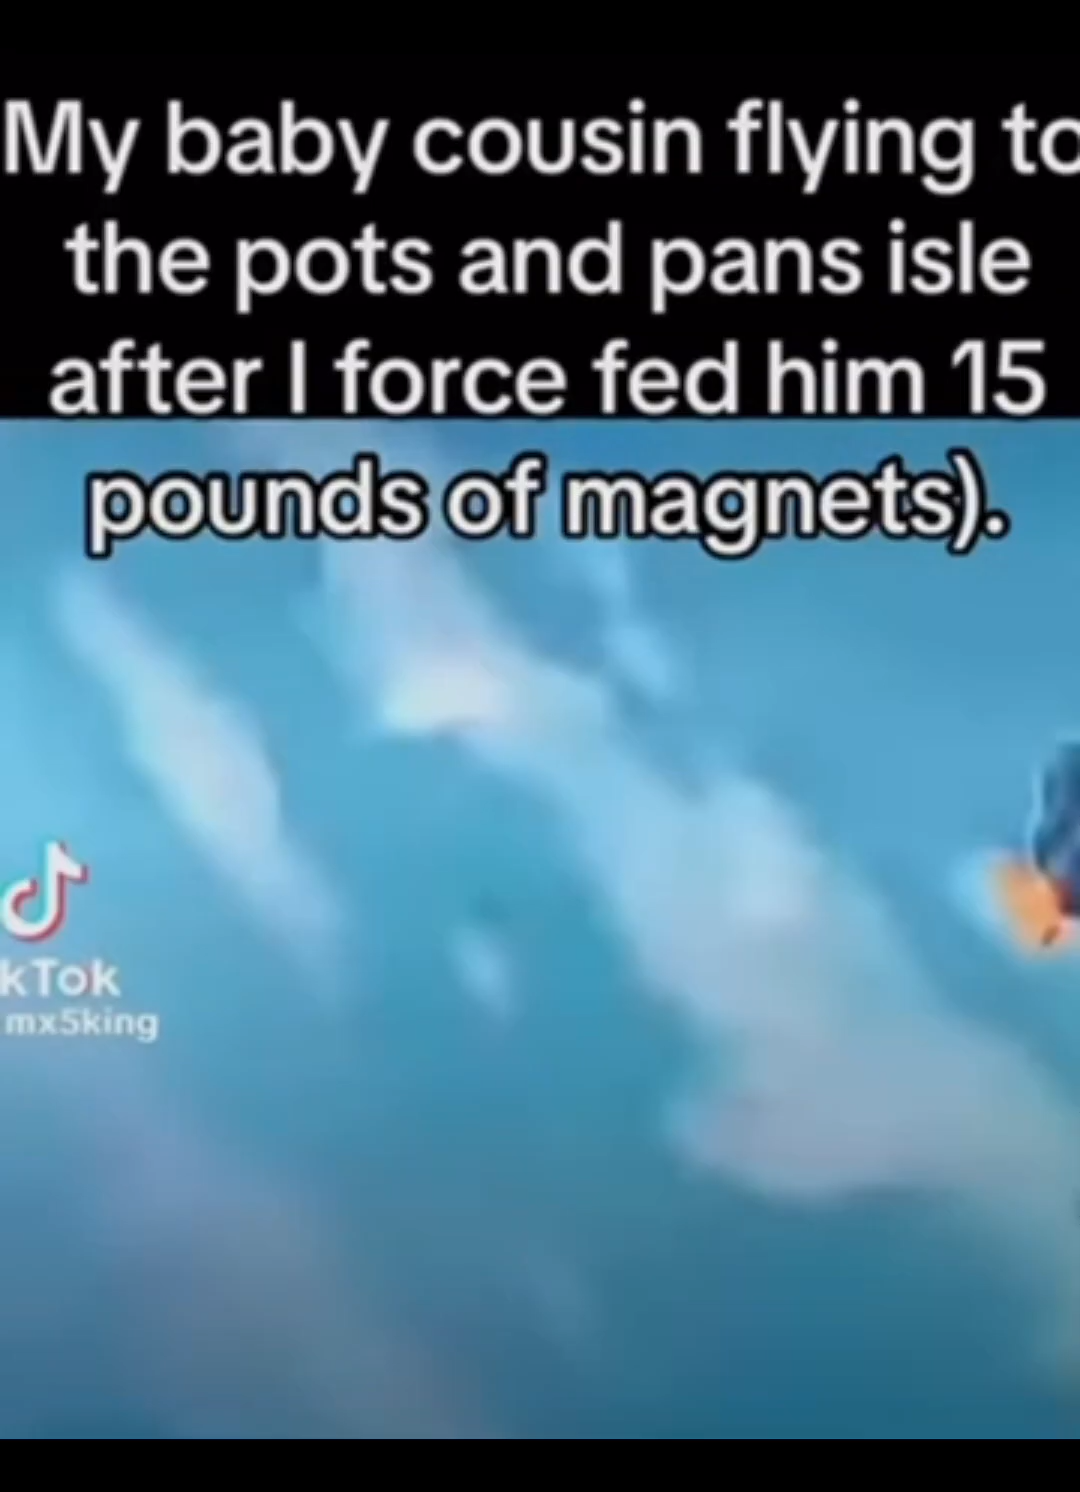 My baby cousin flying to
the pots and pans isle
after I force fed him 15
pounds of magnets).
kTok
mx5king